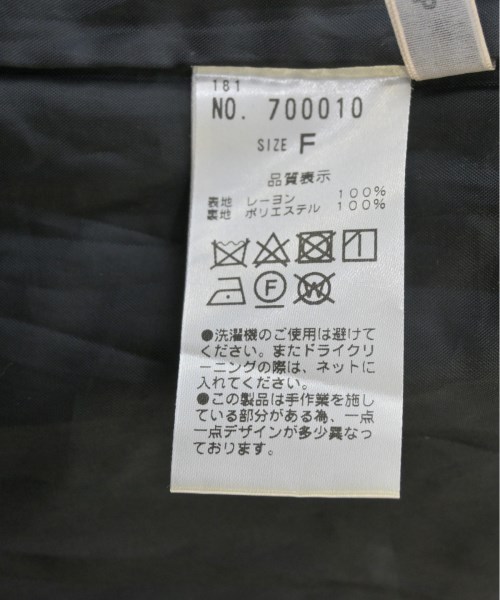 181
NO. 700010
SIZE F
品質表示
表地 レーヨン 100%
裏地 ポリエステル 100%
F W
●洗濯機のご使用は避けて
ください。またドライクリ
ーニングの際は、ネットに
入れてください。
●この製品は手作業を施し
ている部分がある為、一点
一点デザインが多少異なっ
ております。